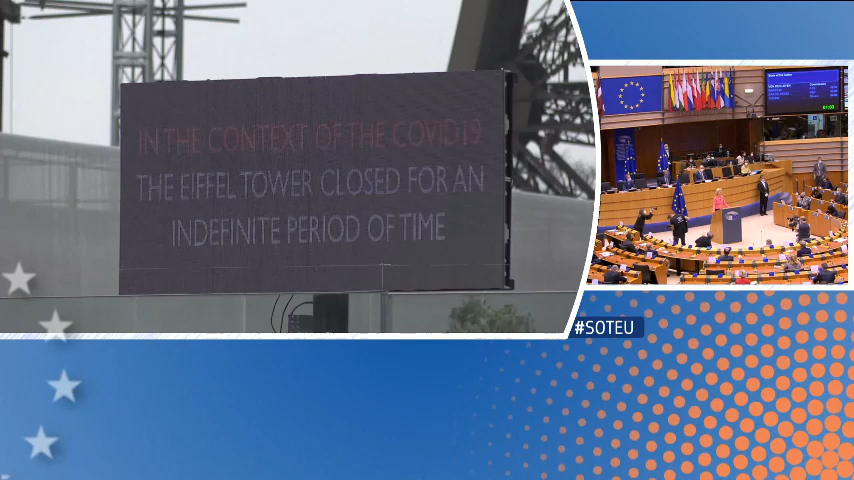 IN THE CONTEXT OF THE COVID19
THE EIFFEL TOWER CLOSED FOR AN
INDEFINITE PERIOD OF TIME
#SOTEU